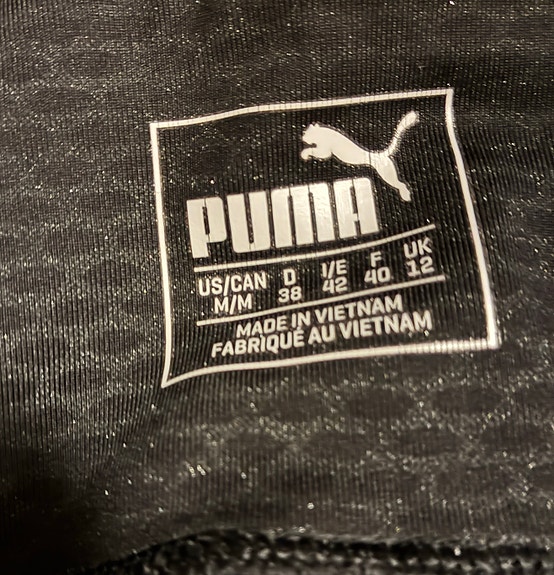 PUMA
US/CAN D I/E F UK
M/M 38 42 40 12
MADE IN VIETNAM
FABRIQUÉ AU VIETNAM